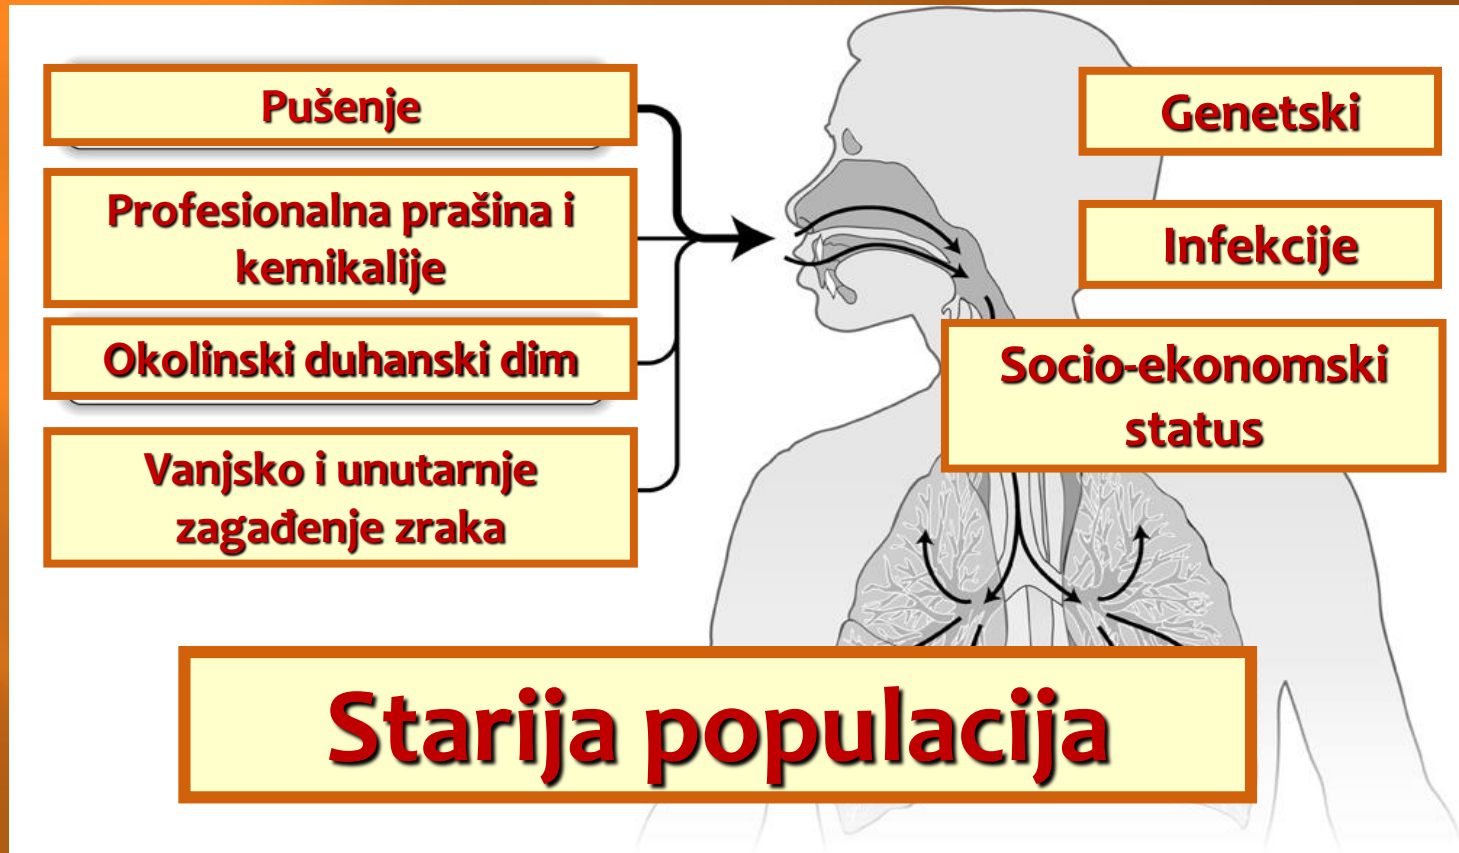 Pušenje
Profesionalna prašina i
kemikalije
Okolinski duhanski dim
Vanjsko i unutarnje
zagađenje zraka
Genetski
Infekcije
Socio-ekonomski
status
Starija populacija